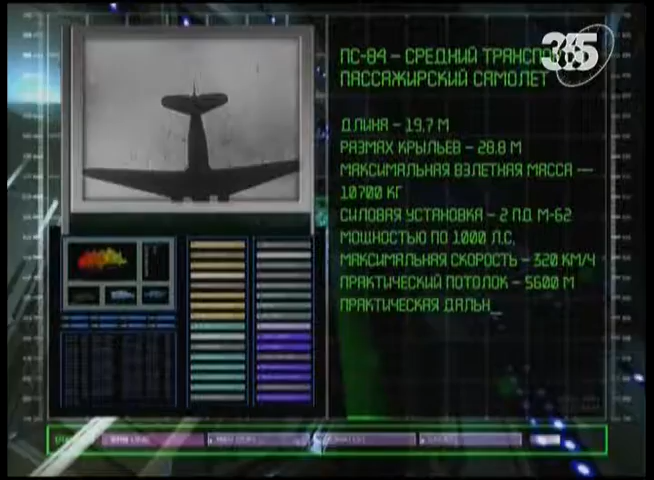 ПС-84 – СРЕДНИЙ ТРАНСПО
365
ПАССАЖИРСКИЙ САМОЛЕТ
ДЛИНА – 19.7 М
РАЗМАХ КРЫЛЬЕВ – 28.8 М
МАКСИМАЛЬНАЯ ВЗЛЕТНАЯ МАССА —
10700 КГ
СИЛОВАЯ УСТАНОВКА – 2 ПД М-62
МОЩНОСТЬЮ ПО 1000 Л.С,
МАКСИМАЛЬНАЯ СКОРОСТЬ – 320 КМ/Ч
ПРАКТИЧЕСКИЙ ПОТОЛОК – 5600 М
ПРАКТИЧЕСКАЯ ДАЛЬН_